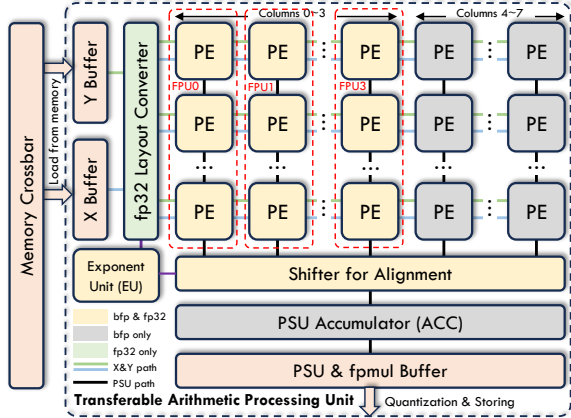 Columns 0~3
Columns 4~7
Memory Crossbar
Load from memory
Y Buffer
X Buffer
fp32 Layout Converter
PE PE : PE PE : PE
FPU0 FPU1 FPU3
PE PE : PE PE : PE
... ... ... ...
PE PE : PE PE : PE
Exponent
Unit (EU)
Shifter for Alignment
bfp & fp32
bfp only
fp32 only
X&Y path
PSU path
PSU Accumulator (ACC)
PSU & fpmul Buffer
Transferable Arithmetic Processing Unit
Quantization & Storing